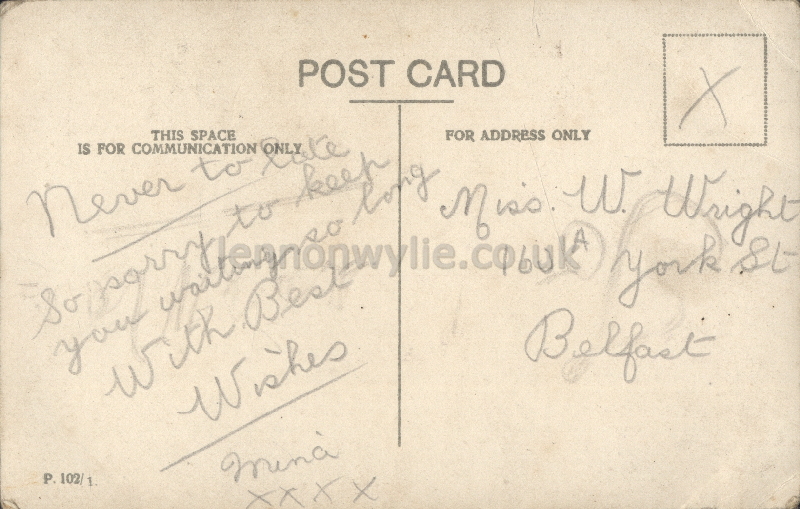 POST CARD
THIS SPACE
IS FOR COMMUNICATION ONLY
Never to late
So sorry to keep
you waiting so long
With Best
Wishes
Mina
XXXX
P. 102/1.
FOR ADDRESS ONLY
X
Miss. W. Wright
York St
Belfast
lennonwylie.co.uk